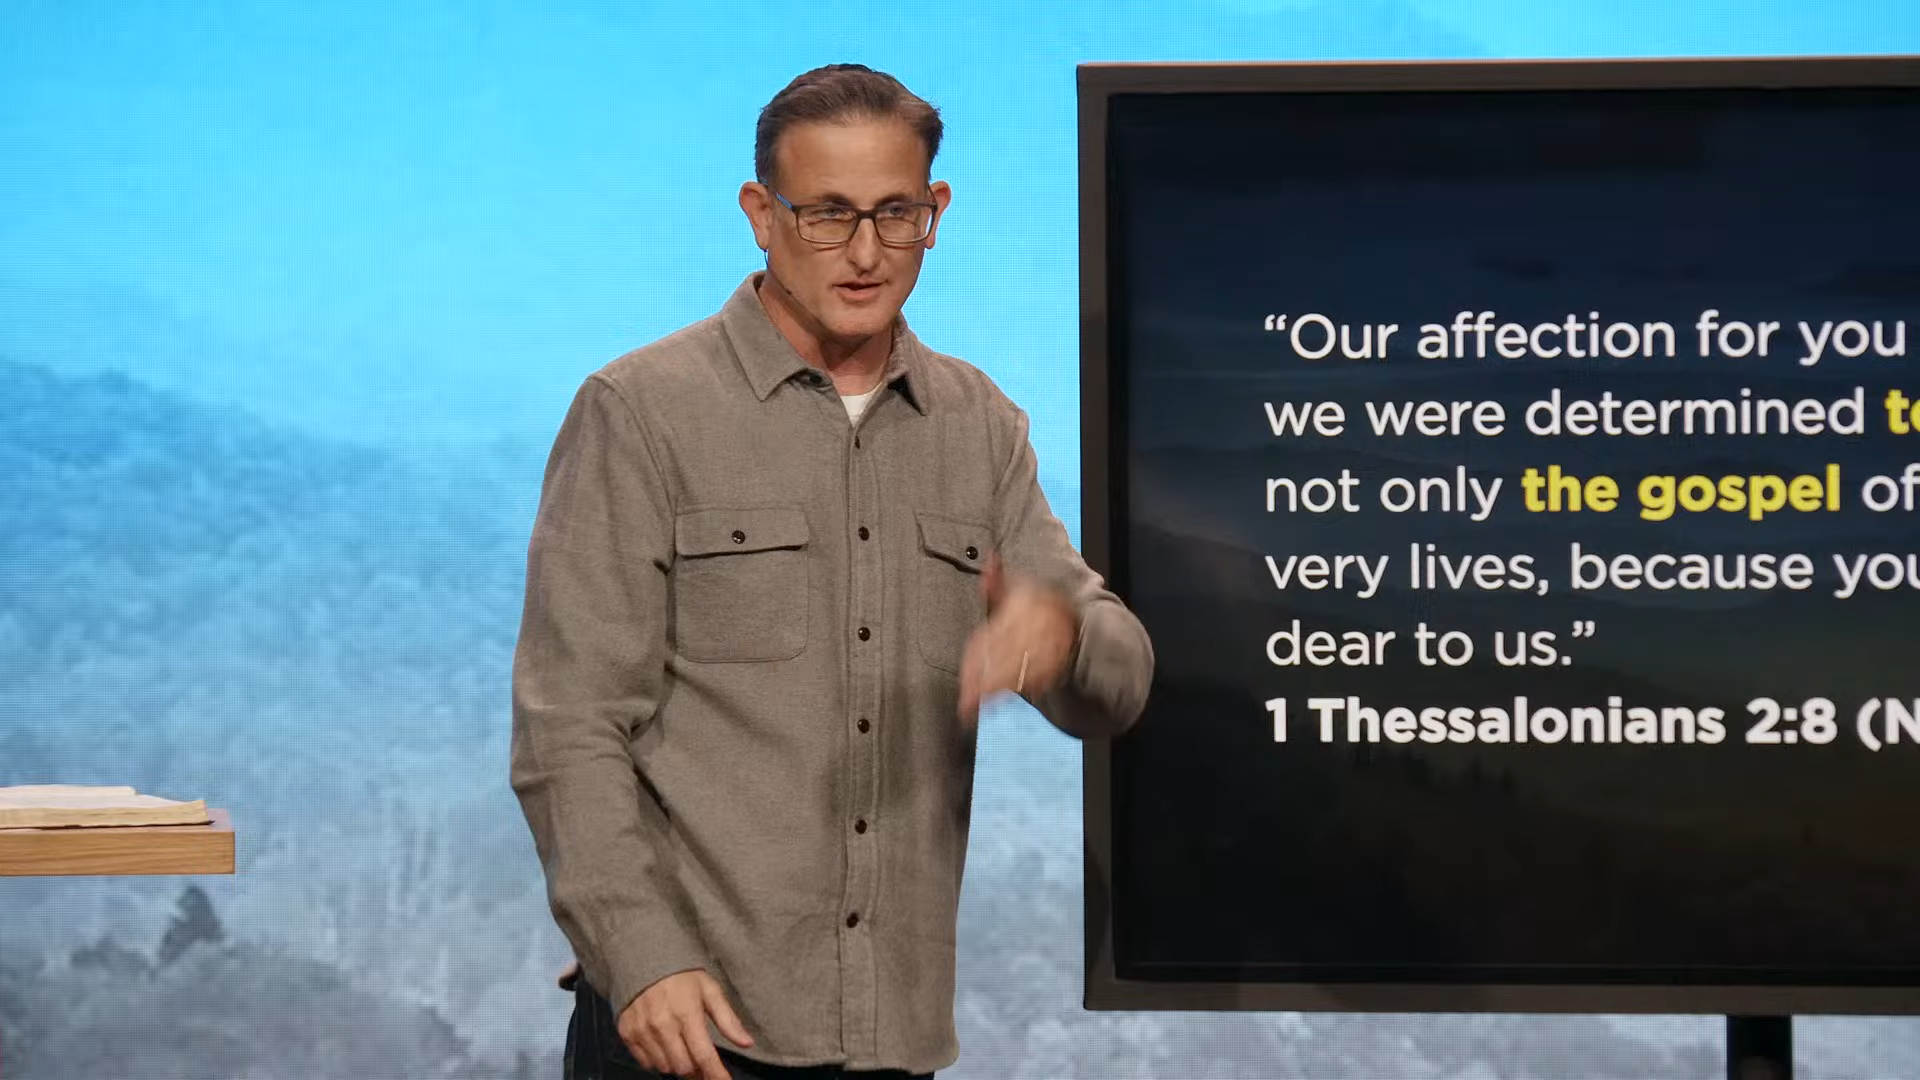 “Our affection for you
we were determined
not only the gospel of
very lives, because you
dear to us.”
1 Thessalonians 2:8